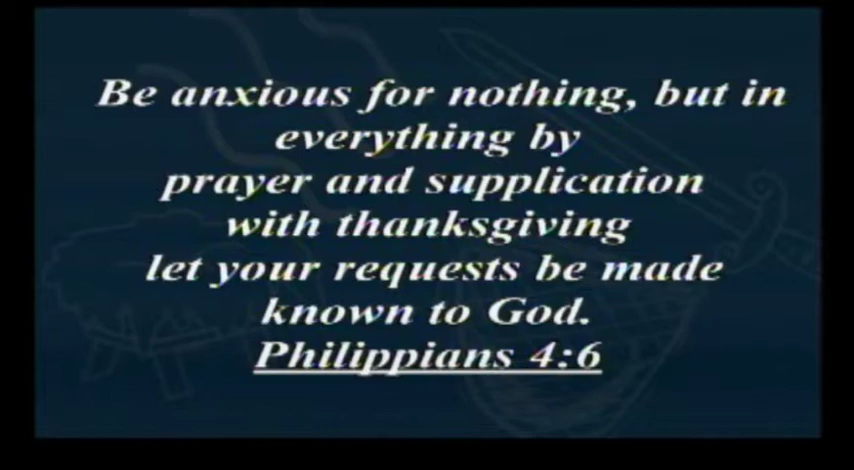 Be anxious for nothing, but in
everything by
prayer and supplication
with thanksgiving
let your requests be made
known to God.
Philippians 4:6